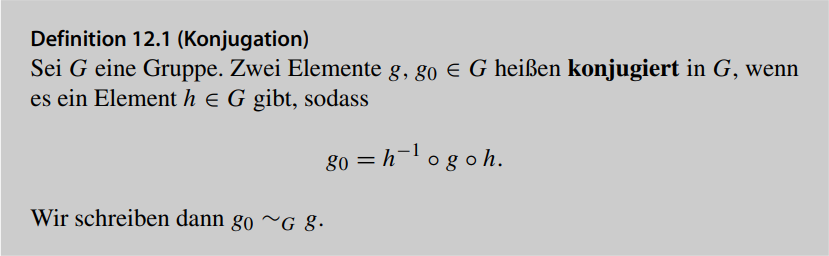 Definition 12.1 (Konjugation)
Sei G eine Gruppe. Zwei Elemente g, g₀ ∈ G heißen konjugiert in G, wenn
es ein Element h ∈ G gibt, sodass
g₀ = h⁻¹ ∘ g ∘ h.
Wir schreiben dann g₀ ∼_G g.